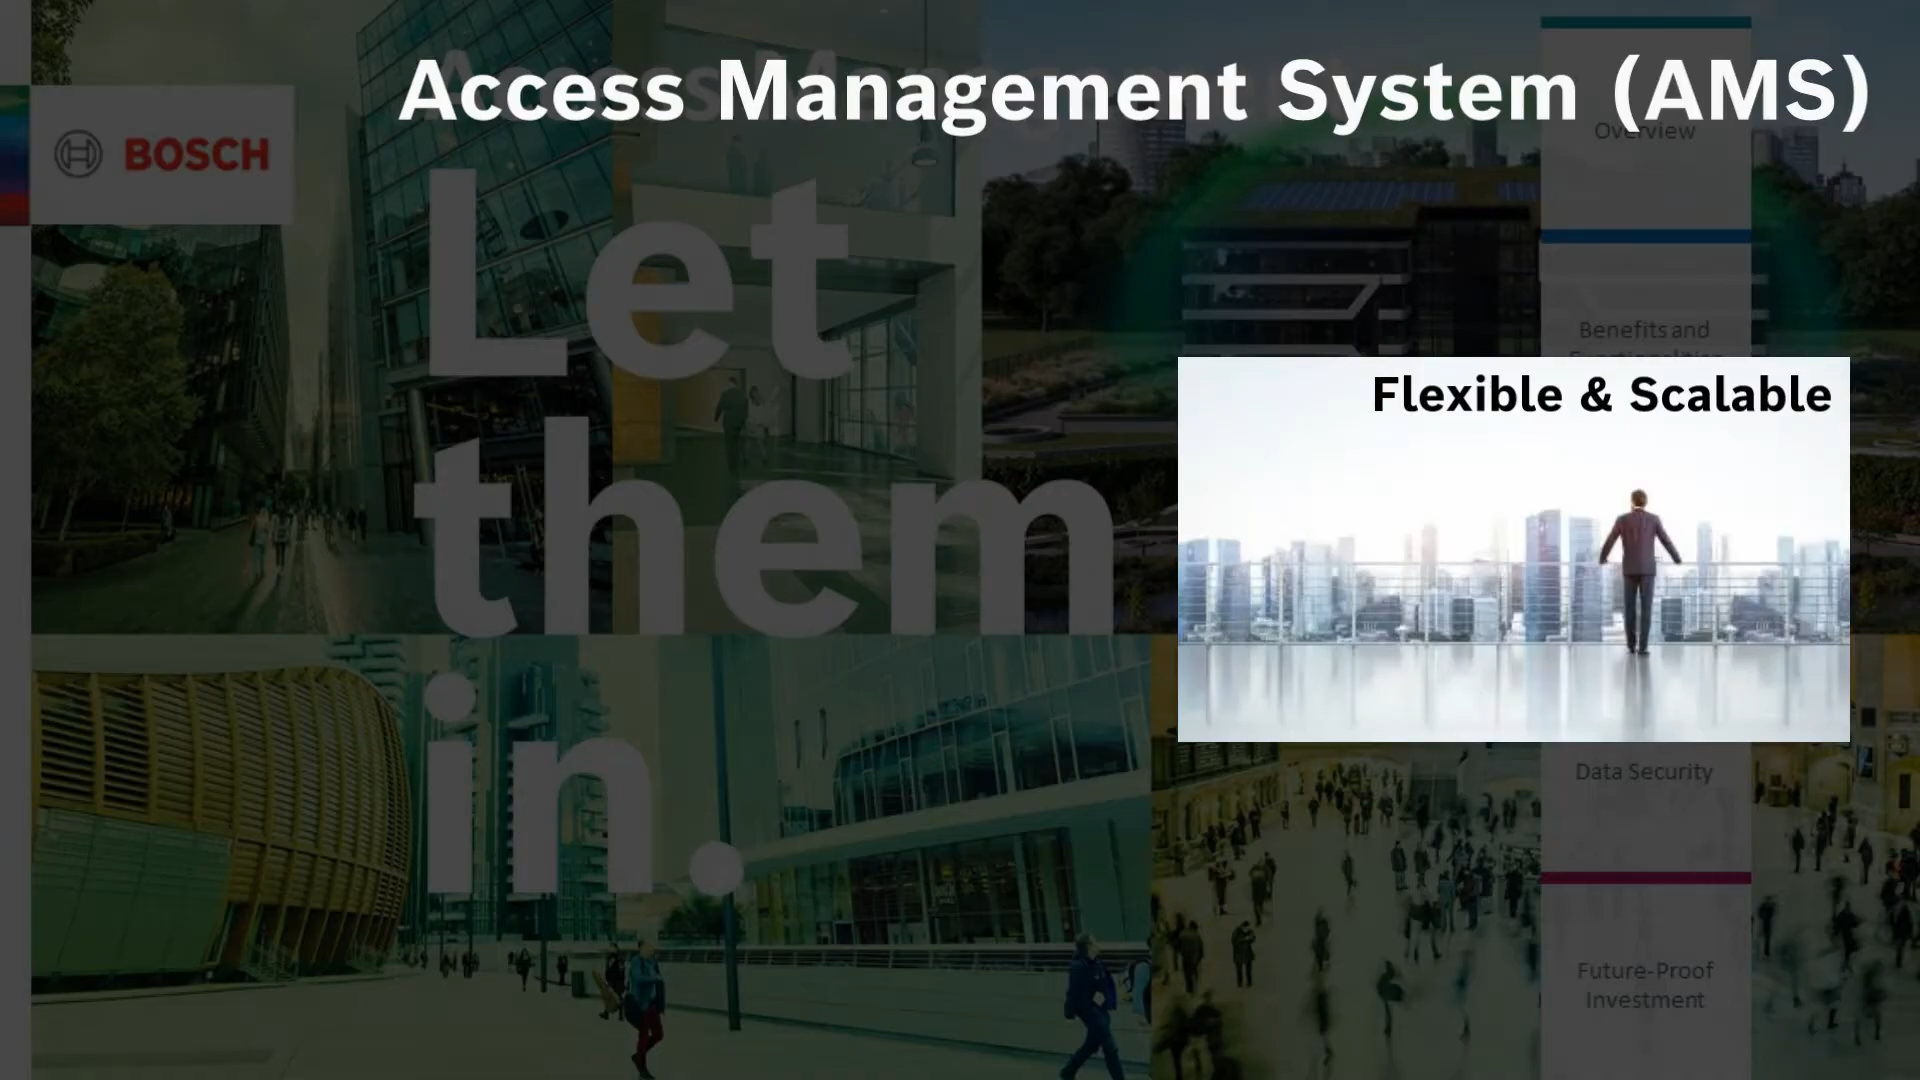 Access Management System (AMS)
BOSCH
Overview
Let
them
in.
Benefits and
Flexible & Scalable
Data Security
Future-Proof
Investment